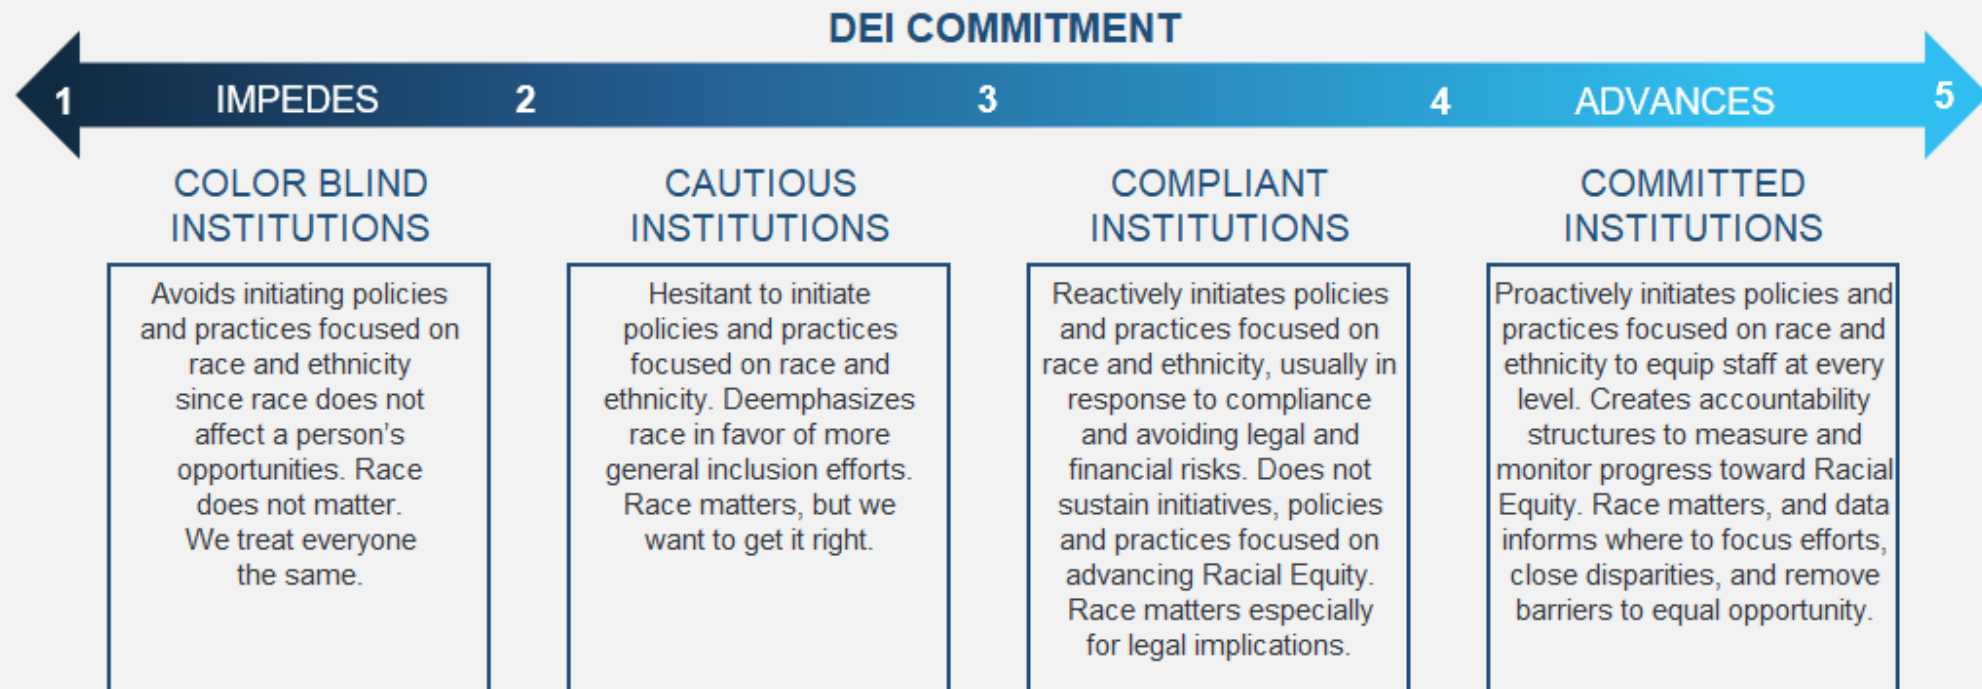 DEI COMMITMENT
1 IMPEDES 2 3 4 ADVANCES 5
COLOR BLIND
INSTITUTIONS
Avoids initiating policies
and practices focused on
race and ethnicity
since race does not
affect a person's
opportunities. Race
does not matter.
We treat everyone
the same.
CAUTIOUS
INSTITUTIONS
Hesitant to initiate
policies and practices
focused on race and
ethnicity. Deemphasizes
race in favor of more
general inclusion efforts.
Race matters, but we
want to get it right.
COMPLIANT
INSTITUTIONS
Reactively initiates policies
and practices focused on
race and ethnicity, usually in
response to compliance
and avoiding legal and
financial risks. Does not
sustain initiatives, policies
and practices focused on
advancing Racial Equity.
Race matters especially
for legal implications.
COMMITTED
INSTITUTIONS
Proactively initiates policies and
practices focused on race and
ethnicity to equip staff at every
level. Creates accountability
structures to measure and
monitor progress toward Racial
Equity. Race matters, and data
informs where to focus efforts,
close disparities, and remove
barriers to equal opportunity.